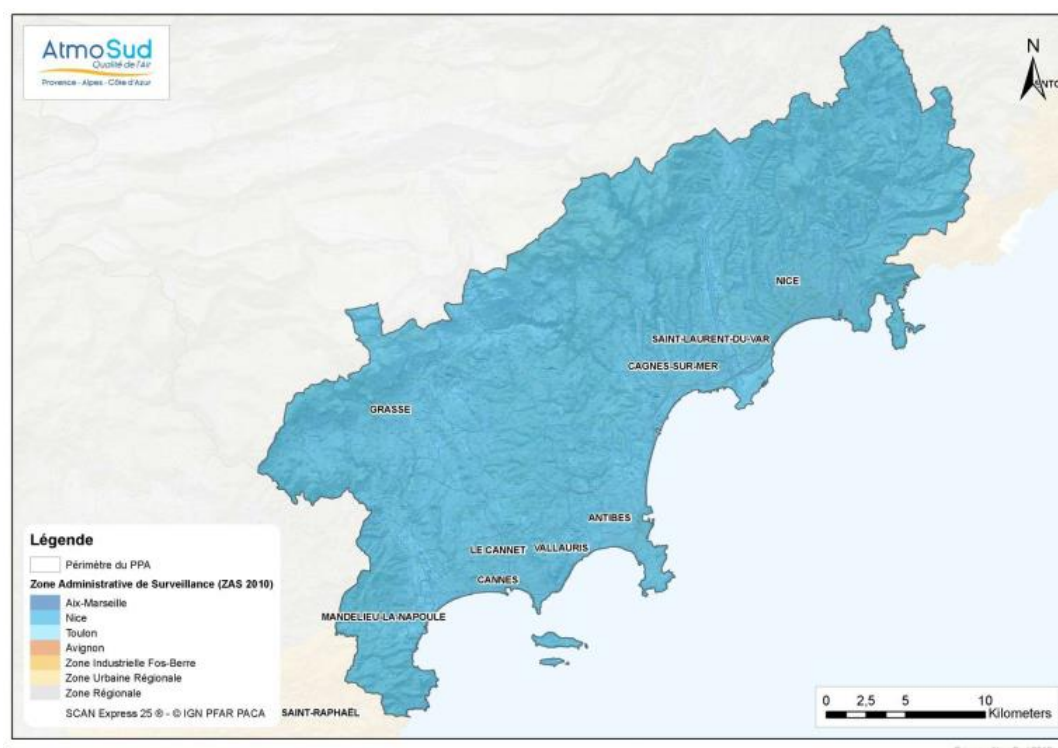 AtmoSud
Qualité de l'Air
Provence - Alpes - Côte d'Azur
N
NICE
SAINT-LAURENT-DU-VAR
CAGNES-SUR-MER
GRASSE
ANTIBES
LE CANNET
VALLAURIS
CANNES
MANDELIEU-LA-NAPOULE
SAINT-RAPHAËL
Légende
Périmètre du PPA
Zone Administrative de Surveillance (ZAS 2010)
Aix-Marseille
Nice
Toulon
Avignon
Zone Industrielle Fos-Berre
Zone Urbaine Régionale
Zone Régionale
SCAN Express 25 ® - © IGN PFAR PACA
0 2,5 5 10
Kilometers